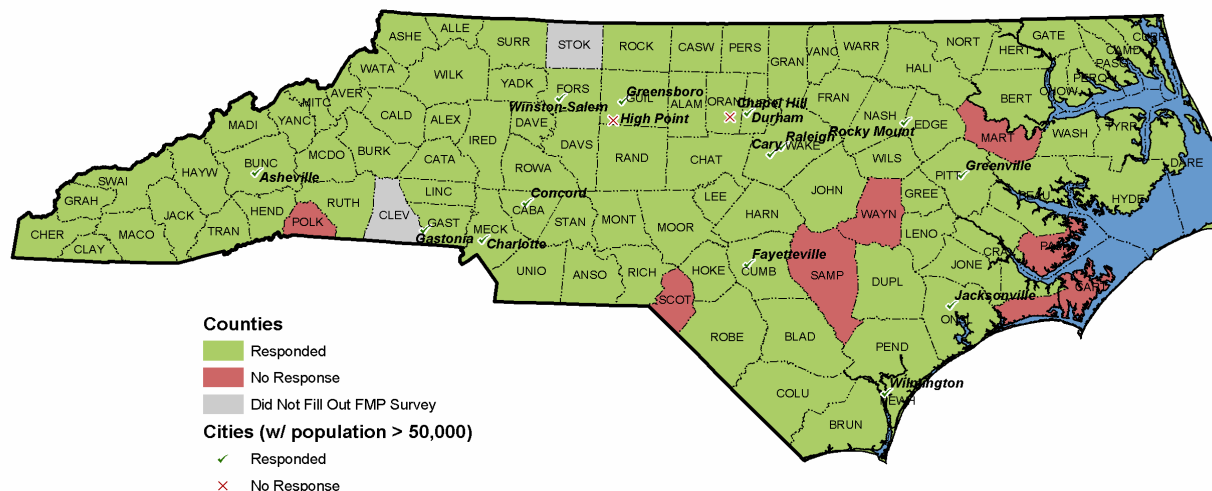 ALLE
ASHE
SURR
STOK
ROCK
CASW
PERS
GRAN
VANC
WARR
NORT
HERT
GATE
CURR
CAMD
PASQ
PERQ
CHOW
WATA
WILK
YADK
FORS
Winston-Salem
Greensboro
GUIL
High Point
ALAM
ORAN
Chapel Hill
Durham
FRAN
HALI
BERT
MITC
AVER
YANC
MADI
CALD
ALEX
IRED
DAVE
DAVS
RAND
CHAT
Cary
Raleigh
WAKE
NASH
Rocky Mount
EDGE
MART
WASH
TYRR
DARE
BUNC
Asheville
MCDO
BURK
CATA
ROWA
WILS
PITT
Greenville
HYDE
SWAI
HAYW
GRAH
JACK
HEND
POLK
RUTH
CLEV
LINC
GAST
Gastonia
MECK
Charlotte
Concord
CABA
STAN
MONT
MOOR
LEE
HARN
JOHN
WAYN
GREE
LENO
CRAV
BEAU
CHER
CLAY
MACO
TRAN
UNIO
ANSO
RICH
SCOT
HOKE
Fayetteville
CUMB
SAMP
DUPL
JONE
CART
Jacksonville
ROBE
BLAD
PEND
COLU
BRUN
Wilmington
NEWH
Counties
Responded
No Response
Did Not Fill Out FMP Survey
Cities (w/ population > 50,000)
Responded
No Response